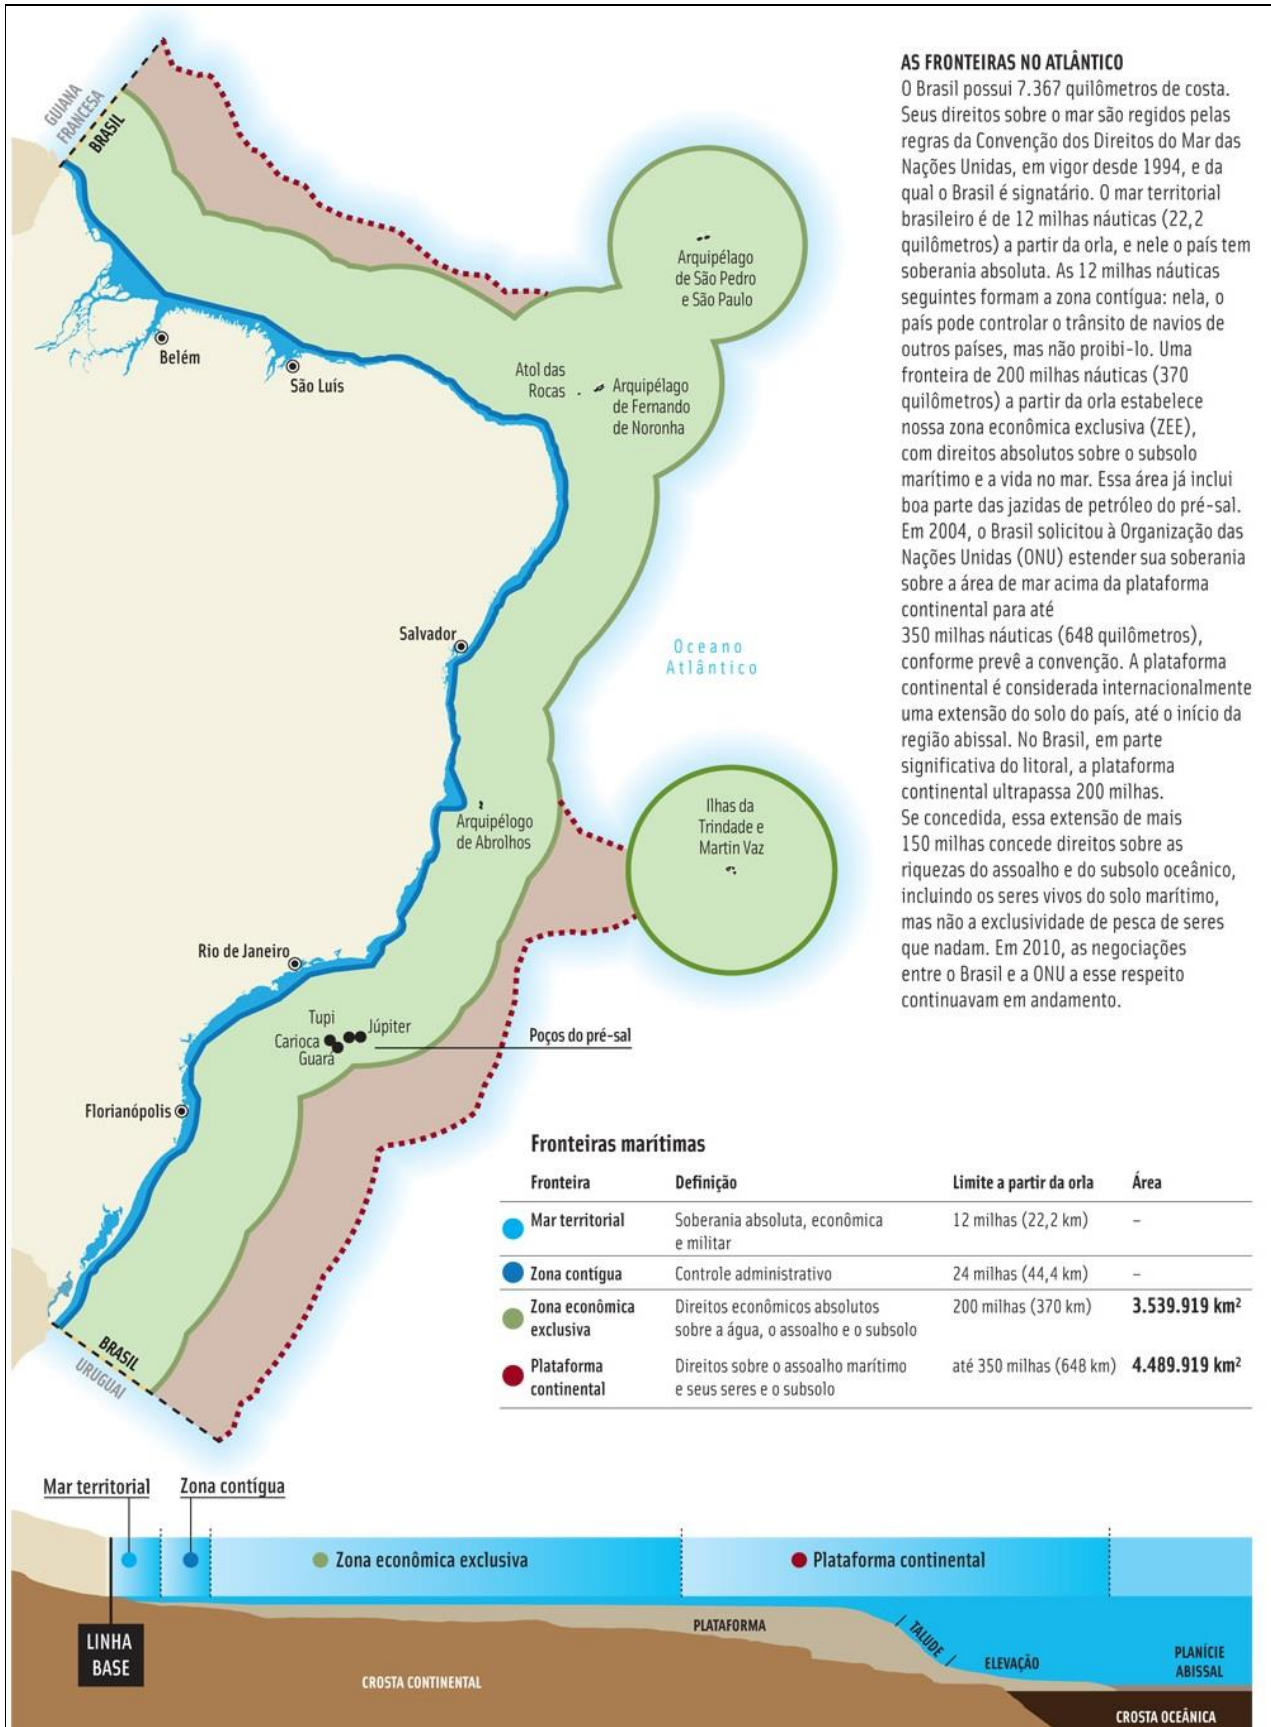 GUIANA
FRANCESA
BRASIL
Belém
São Luís
Arquipélago
de São Pedro
e São Paulo
Atol das
Rocas
Arquipélago
de Fernando
de Noronha
Salvador
Oceano
Atlântico
Arquipélogo
de Abrolhos
Ilhas da
Trindade e
Martin Vaz
Rio de Janeiro
Tupi
Júpiter
Carioca
Guará
Poços do pré-sal
Florianópolis
BRASIL
URUGUAI
AS FRONTEIRAS NO ATLÂNTICO
O Brasil possui 7.367 quilômetros de costa.
Seus direitos sobre o mar são regidos pelas
regras da Convenção dos Direitos do Mar das
Nações Unidas, em vigor desde 1994, e da
qual o Brasil é signatário. O mar territorial
brasileiro é de 12 milhas náuticas (22,2
quilômetros) a partir da orla, e nele o país tem
soberania absoluta. As 12 milhas náuticas
seguintes formam a zona contígua: nela, o
país pode controlar o trânsito de navios de
outros países, mas não proibi-lo. Uma
fronteira de 200 milhas náuticas (370
quilômetros) a partir da orla estabelece
nossa zona econômica exclusiva (ZEE),
com direitos absolutos sobre o subsolo
marítimo e a vida no mar. Essa área já inclui
boa parte das jazidas de petróleo do pré-sal.
Em 2004, o Brasil solicitou à Organização das
Nações Unidas (ONU) estender sua soberania
sobre a área de mar acima da plataforma
continental para até
350 milhas náuticas (648 quilômetros),
conforme prevê a convenção. A plataforma
continental é considerada internacionalmente
uma extensão do solo do país, até o início da
região abissal. No Brasil, em parte
significativa do litoral, a plataforma
continental ultrapassa 200 milhas.
Se concedida, essa extensão de mais
150 milhas concede direitos sobre as
riquezas do assoalho e do subsolo oceânico,
incluindo os seres vivos do solo marítimo,
mas não a exclusividade de pesca de seres
que nadam. Em 2010, as negociações
entre o Brasil e a ONU a esse respeito
continuavam em andamento.
Fronteiras marítimas
Fronteira Definição Limite a partir da orla Área
Mar territorial Soberania absoluta, econômica 12 milhas (22,2 km) –
e militar
Zona contígua Controle administrativo 24 milhas (44,4 km) –
Zona econômica Direitos econômicos absolutos 200 milhas (370 km) 3.539.919 km²
exclusiva sobre a água, o assoalho e o subsolo
Plataforma Direitos sobre o assoalho marítimo até 350 milhas (648 km) 4.489.919 km²
continental e seus seres e o subsolo
Mar territorial Zona contígua
Zona econômica exclusiva Plataforma continental
LINHA
BASE
PLATAFORMA
TALUDE
ELEVAÇÃO
PLANÍCIE
ABISSAL
CROSTA CONTINENTAL
CROSTA OCEÂNICA